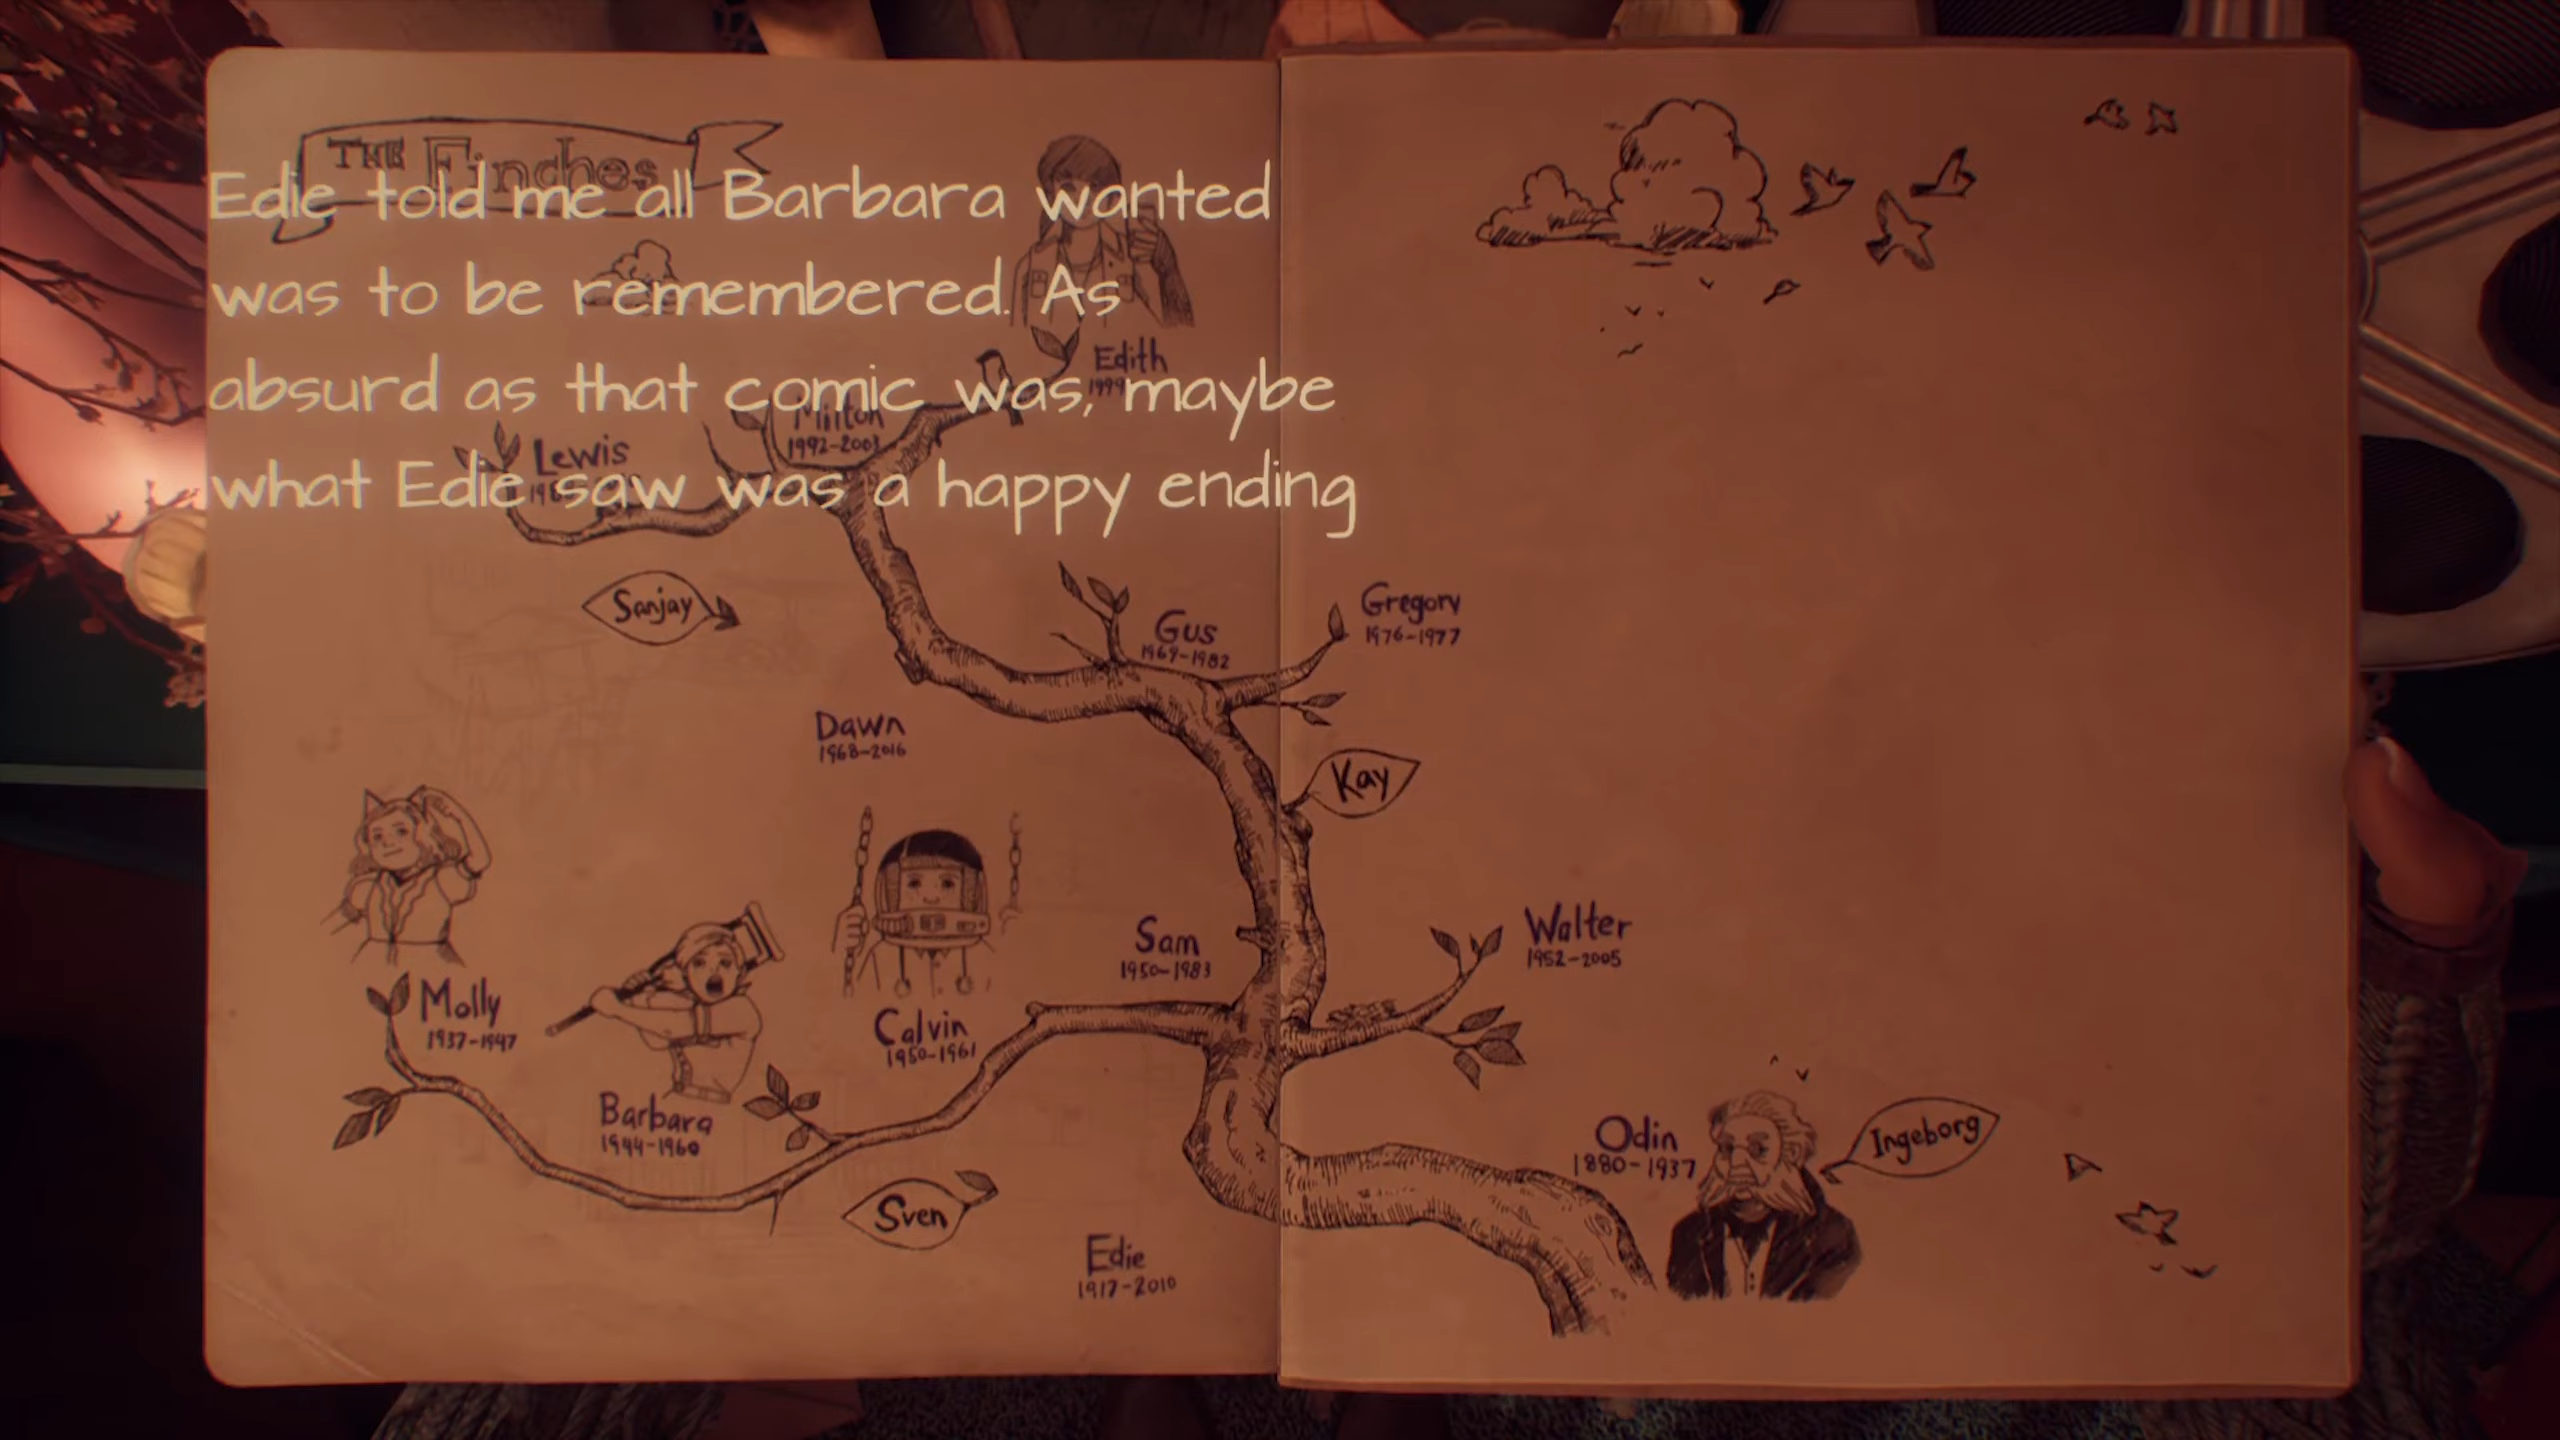 THE Finches
Edie told me all Barbara wanted
was to be remembered. As
absurd as that comic was, maybe
what Edie saw was a happy ending
Edith
1999
Milton
1992-2003
Lewis
Sanjay
Gus
1969-1982
Gregory
1976-1977
Dawn
1968-2016
Kay
Molly
1937-1947
Barbara
1944-1960
Calvin
1950-1961
Sam
1950-1983
Walter
1952-2005
Sven
Edie
1917-2010
Odin
1880-1937
Ingeborg